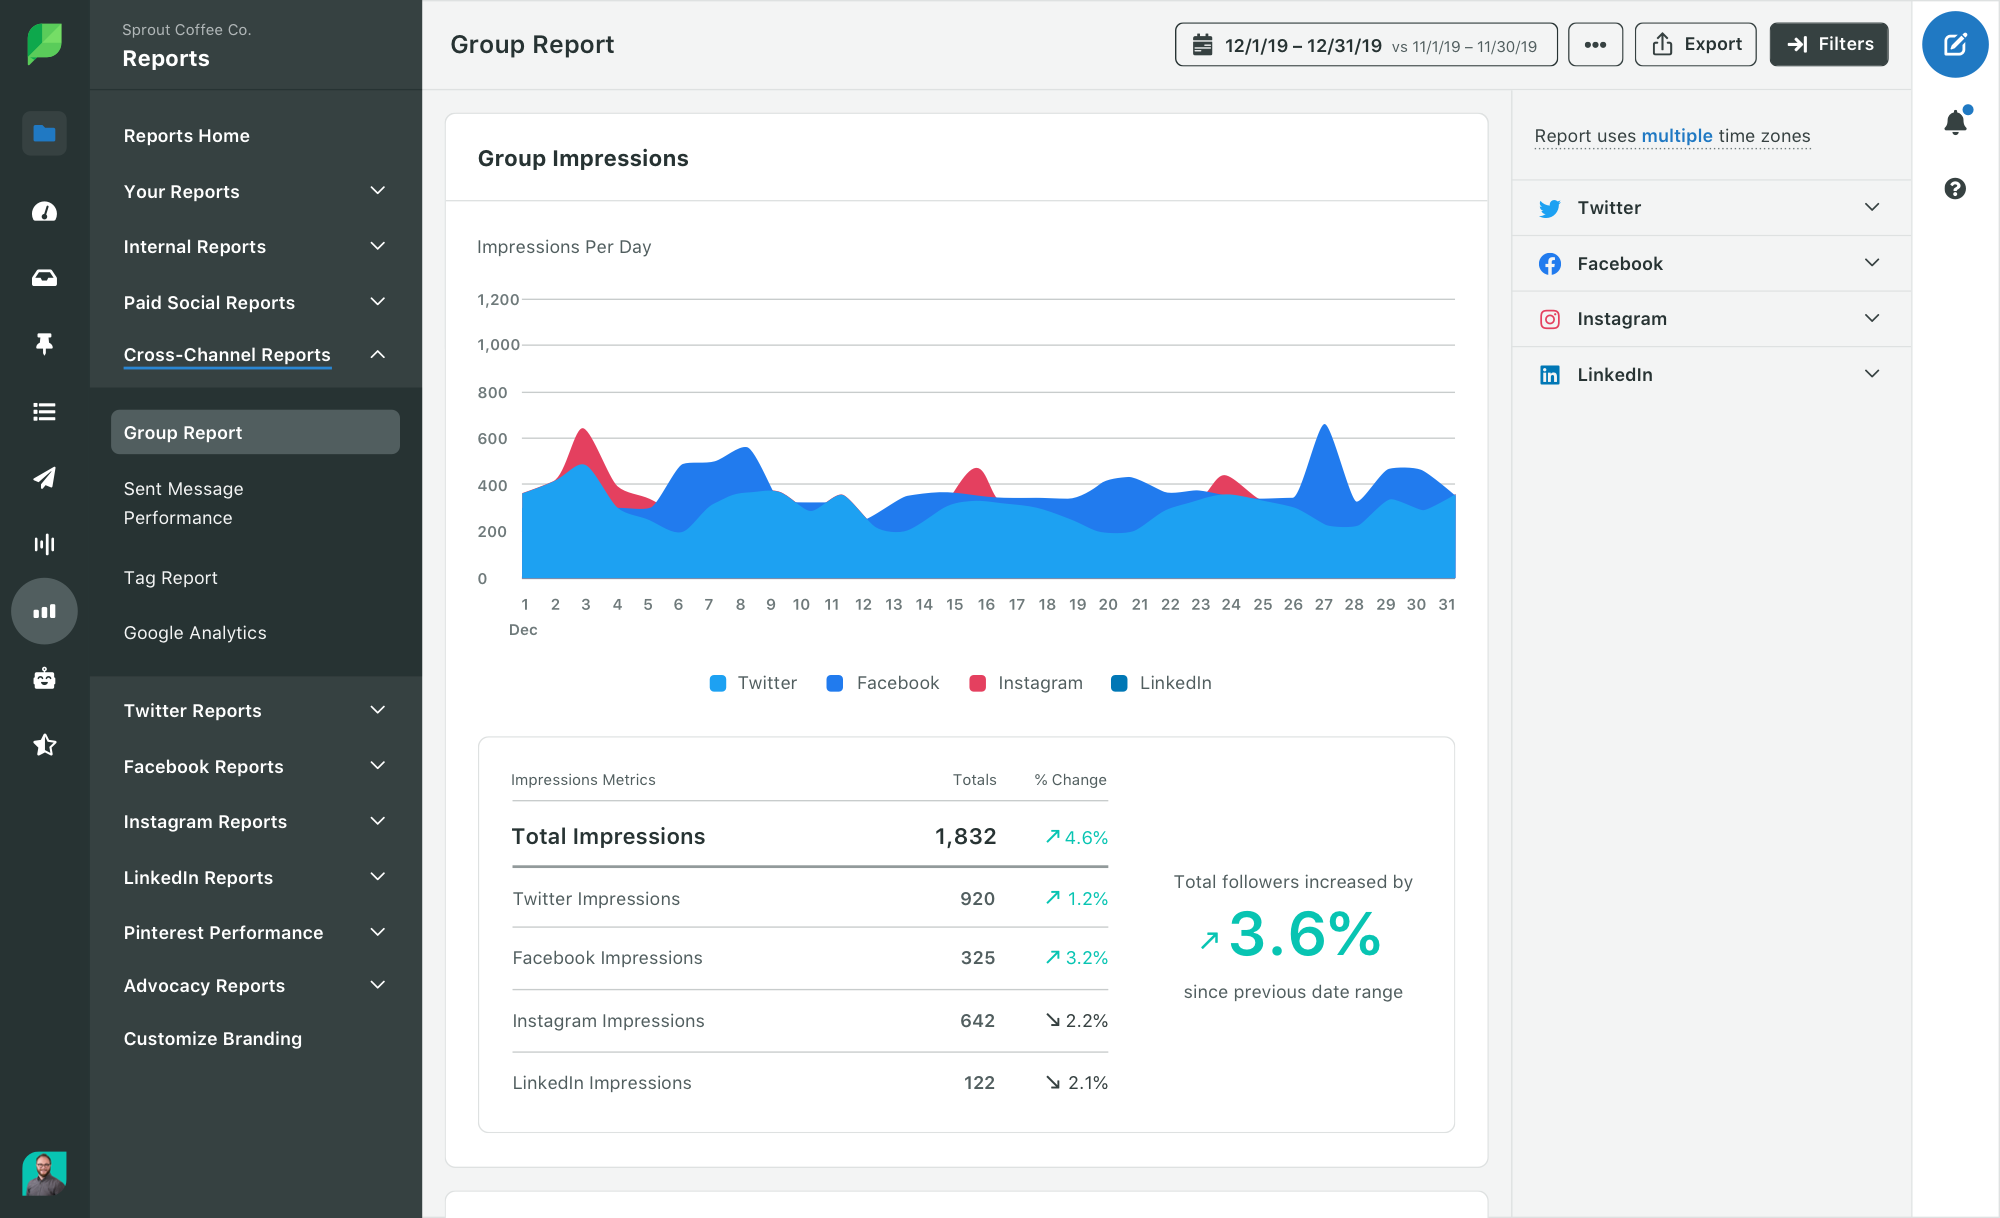 Sprout Coffee Co.
Reports
Reports Home
Your Reports
Internal Reports
Paid Social Reports
Cross-Channel Reports
Group Report
Sent Message
Performance
Tag Report
Google Analytics
Twitter Reports
Facebook Reports
Instagram Reports
LinkedIn Reports
Pinterest Performance
Advocacy Reports
Customize Branding
Group Report
12/1/19 – 12/31/19 vs 11/1/19 – 11/30/19
Export
Filters
Group Impressions
Impressions Per Day
1,200
1,000
800
600
400
200
0
1 2 3 4 5 6 7 8 9 10 11 12 13 14 15 16 17 18 19 20 21 22 23 24 25 26 27 28 29 30 31
Dec
Twitter Facebook Instagram LinkedIn
Impressions Metrics Totals % Change
Total Impressions 1,832 4.6%
Twitter Impressions 920 1.2%
Facebook Impressions 325 3.2%
Instagram Impressions 642 2.2%
LinkedIn Impressions 122 2.1%
Total followers increased by
3.6%
since previous date range
Report uses multiple time zones
Twitter
Facebook
Instagram
LinkedIn